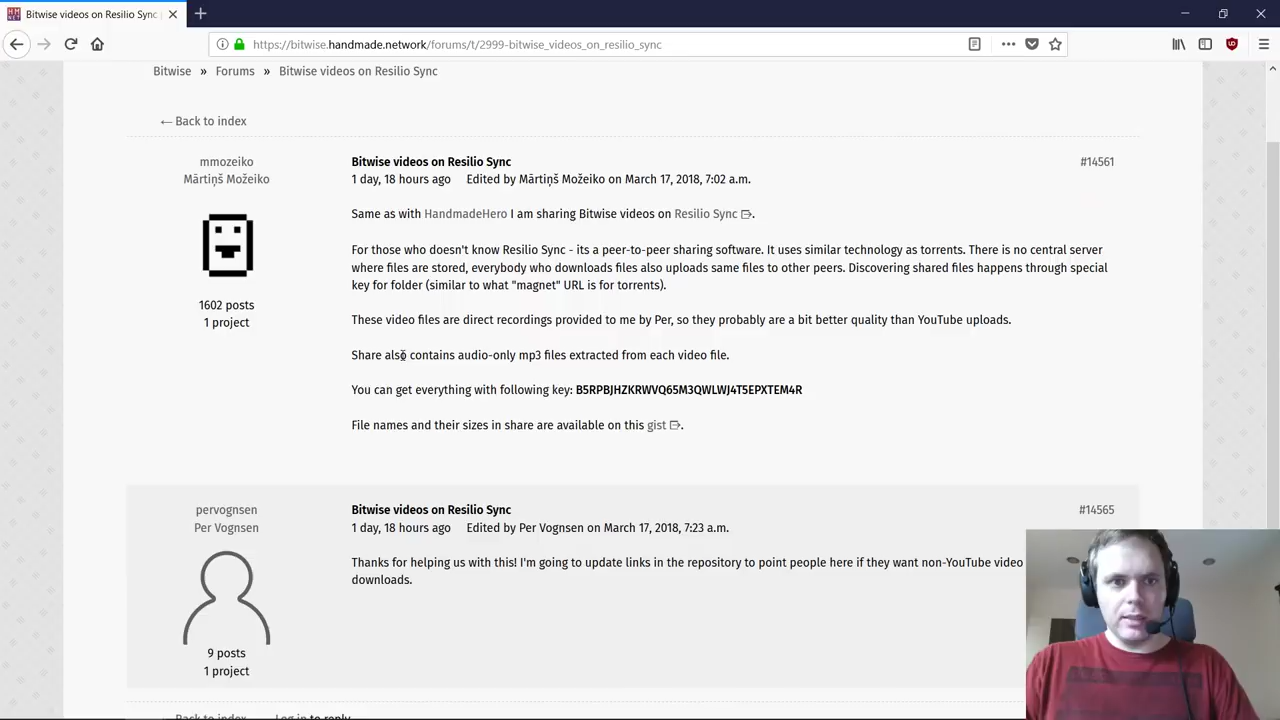 Bitwise videos on Resilio Sync
https://bitwise.handmade.network/forums/t/2999-bitwise_videos_on_resilio_sync
Bitwise » Forums » Bitwise videos on Resilio Sync
← Back to index
mmozeiko
Mārtiņš Možeiko
1602 posts
1 project
Bitwise videos on Resilio Sync
#14561
1 day, 18 hours ago Edited by Mārtiņš Možeiko on March 17, 2018, 7:02 a.m.
Same as with HandmadeHero I am sharing Bitwise videos on Resilio Sync.
For those who doesn't know Resilio Sync - its a peer-to-peer sharing software. It uses similar technology as torrents. There is no central server
where files are stored, everybody who downloads files also uploads same files to other peers. Discovering shared files happens through special
key for folder (similar to what "magnet" URL is for torrents).
These video files are direct recordings provided to me by Per, so they probably are a bit better quality than YouTube uploads.
Share also contains audio-only mp3 files extracted from each video file.
You can get everything with following key: B5RPBJHZKRWVQ65M3QWLWJ4T5EPXTEM4R
File names and their sizes in share are available on this gist.
pervognsen
Per Vognsen
9 posts
1 project
Bitwise videos on Resilio Sync
#14565
1 day, 18 hours ago Edited by Per Vognsen on March 17, 2018, 7:23 a.m.
Thanks for helping us with this! I'm going to update links in the repository to point people here if they want non-YouTube video
downloads.
← Back to index Log in to reply